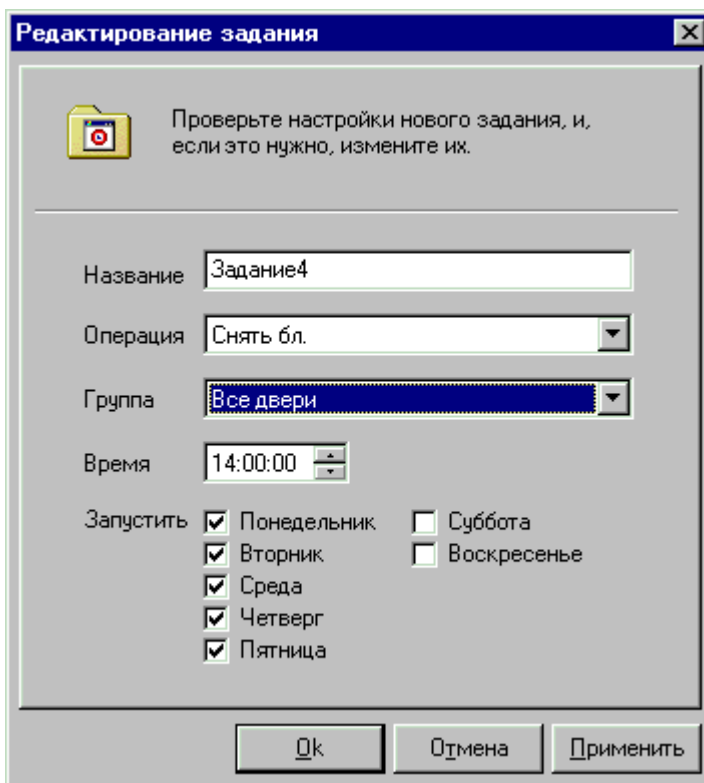 Редактирование задания
Проверьте настройки нового задания, и,
если это нужно, измените их.
Название Задание4
Операция Снять бл.
Группа Все двери
Время 14:00:00
Запустить Понедельник Суббота
Вторник Воскресенье
Среда
Четверг
Пятница
Ok Отмена Применить